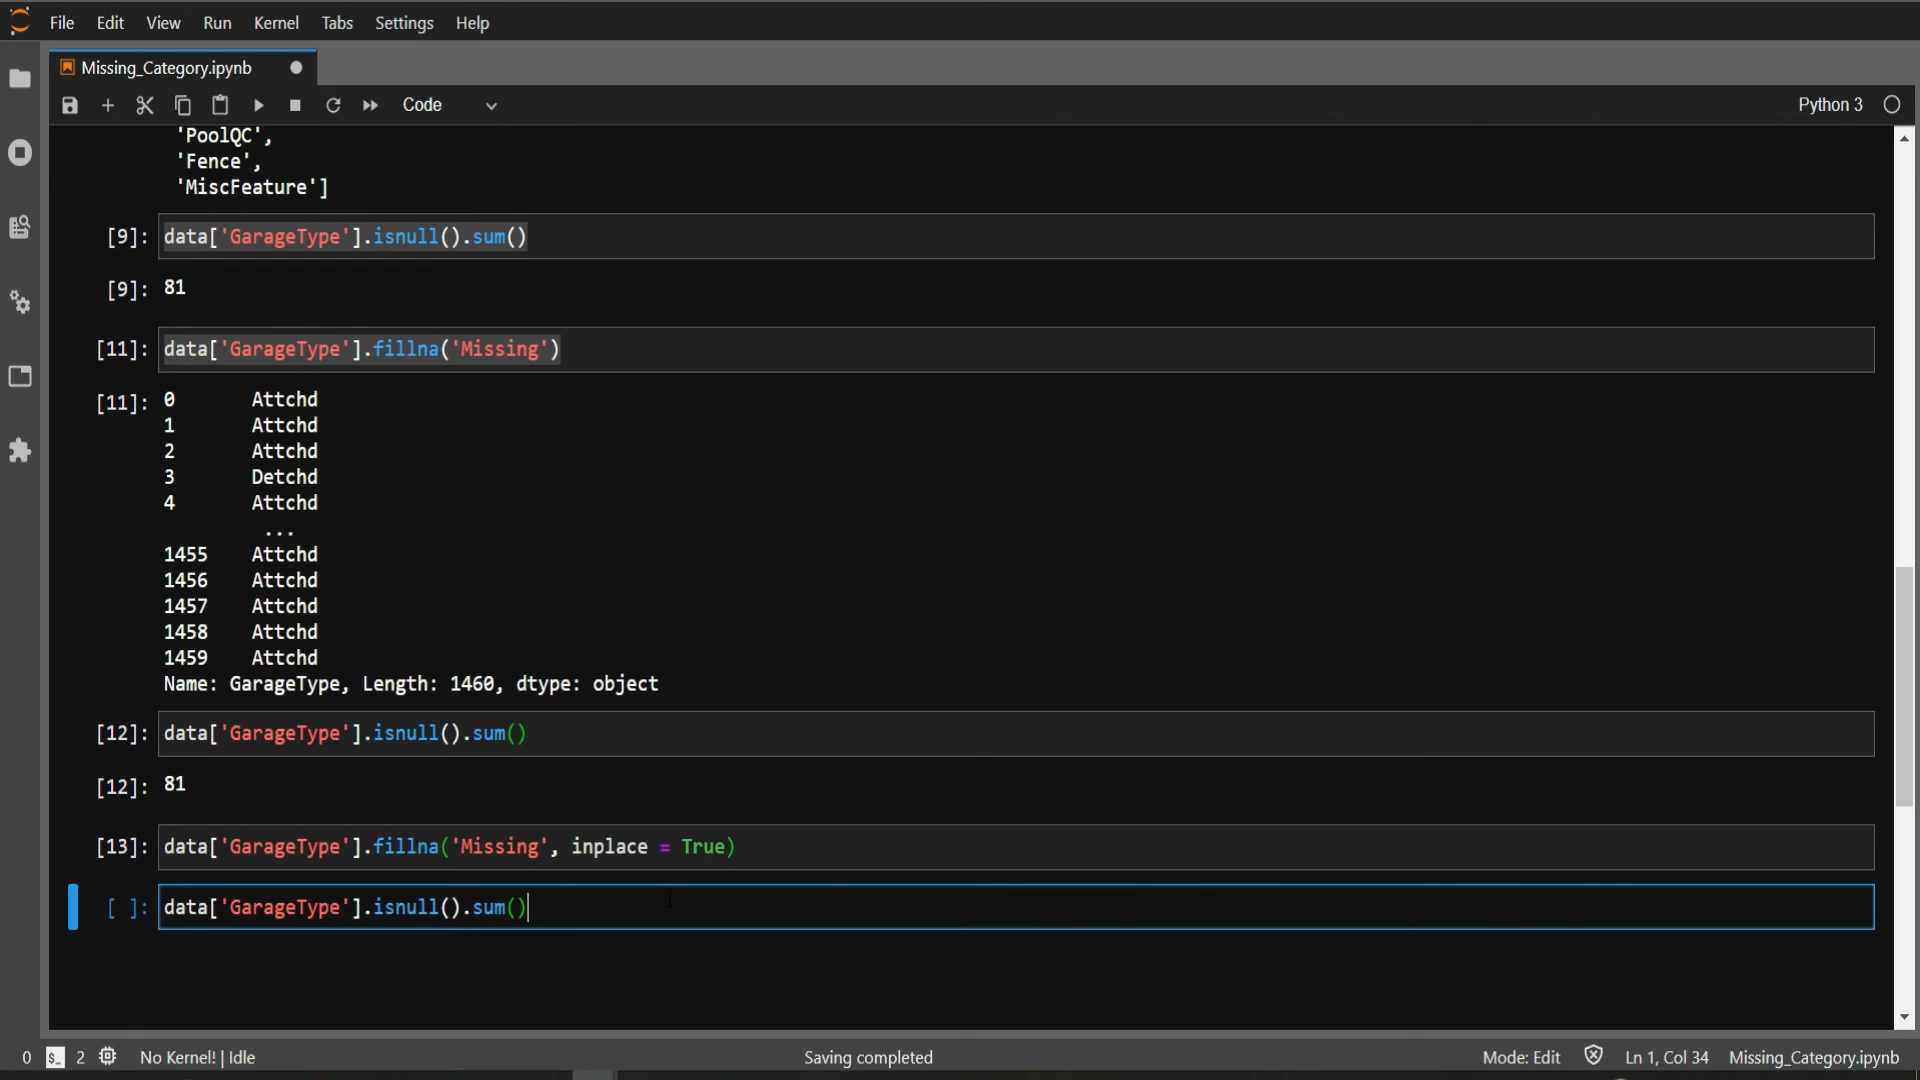 File Edit View Run Kernel Tabs Settings Help
Missing_Category.ipynb
Code
Python 3
'PoolQC',
'Fence',
'MiscFeature']
[9]: data['GarageType'].isnull().sum()
[9]: 81
[11]: data['GarageType'].fillna('Missing')
[11]: 0 Attchd
1 Attchd
2 Attchd
3 Detchd
4 Attchd
...
1455 Attchd
1456 Attchd
1457 Attchd
1458 Attchd
1459 Attchd
Name: GarageType, Length: 1460, dtype: object
[12]: data['GarageType'].isnull().sum()
[12]: 81
[13]: data['GarageType'].fillna('Missing', inplace = True)
[ ]: data['GarageType'].isnull().sum()
0 $_ 2 No Kernel! | Idle Saving completed Mode: Edit Ln 1, Col 34 Missing_Category.ipynb